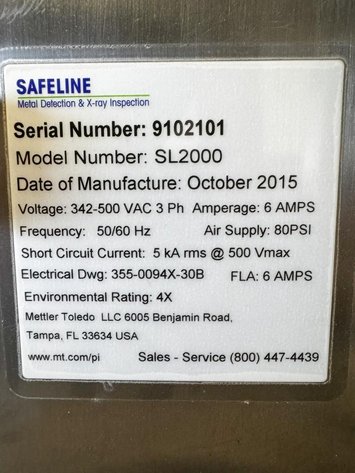 SAFELINE
Metal Detection & X-ray Inspection
Serial Number: 9102101
Model Number: SL2000
Date of Manufacture: October 2015
Voltage: 342-500 VAC 3 Ph Amperage: 6 AMPS
Frequency: 50/60 Hz Air Supply: 80PSI
Short Circuit Current: 5 kA rms @ 500 Vmax
Electrical Dwg: 355-0094X-30B FLA: 6 AMPS
Environmental Rating: 4X
Mettler Toledo LLC 6005 Benjamin Road,
Tampa, FL 33634 USA
www.mt.com/pi Sales - Service (800) 447-4439